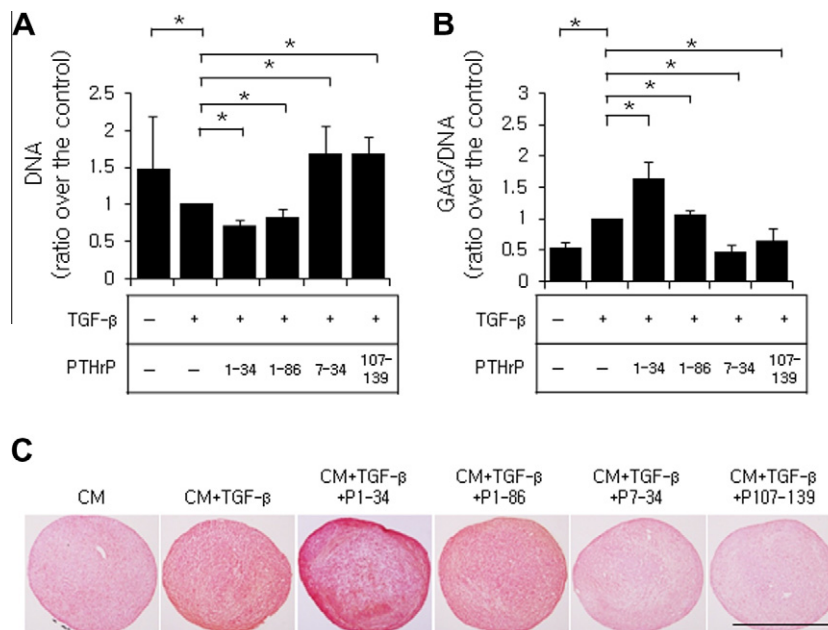 A
*
*
*
*
*
DNA
(ratio over the control)
2.5
2
1.5
1
0.5
0
TGF-β – + + + + +
PTHrP – – 1-34 1-86 7-34 107-139
B
*
*
*
*
*
GAG/DNA
(ratio over the control)
3
2.5
2
1.5
1
0.5
0
TGF-β – + + + + +
PTHrP – – 1-34 1-86 7-34 107-139
C
CM
CM+TGF-β
CM+TGF-β
+P1-34
CM+TGF-β
+P1-86
CM+TGF-β
+P7-34
CM+TGF-β
+P107-139